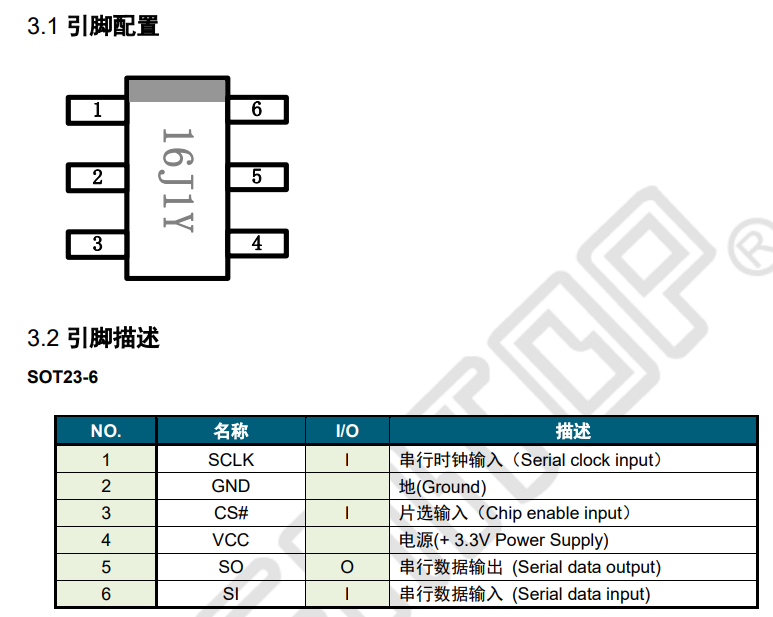 3.1 引脚配置
1
6
2
5
3
4
16J1Y
3.2 引脚描述
SOT23-6
NO. 名称 I/O 描述
1 SCLK I 串行时钟输入（Serial clock input）
2 GND 地(Ground)
3 CS# I 片选输入（Chip enable input）
4 VCC 电源(+ 3.3V Power Supply)
5 SO O 串行数据输出 (Serial data output)
6 SI I 串行数据输入 (Serial data input)
®